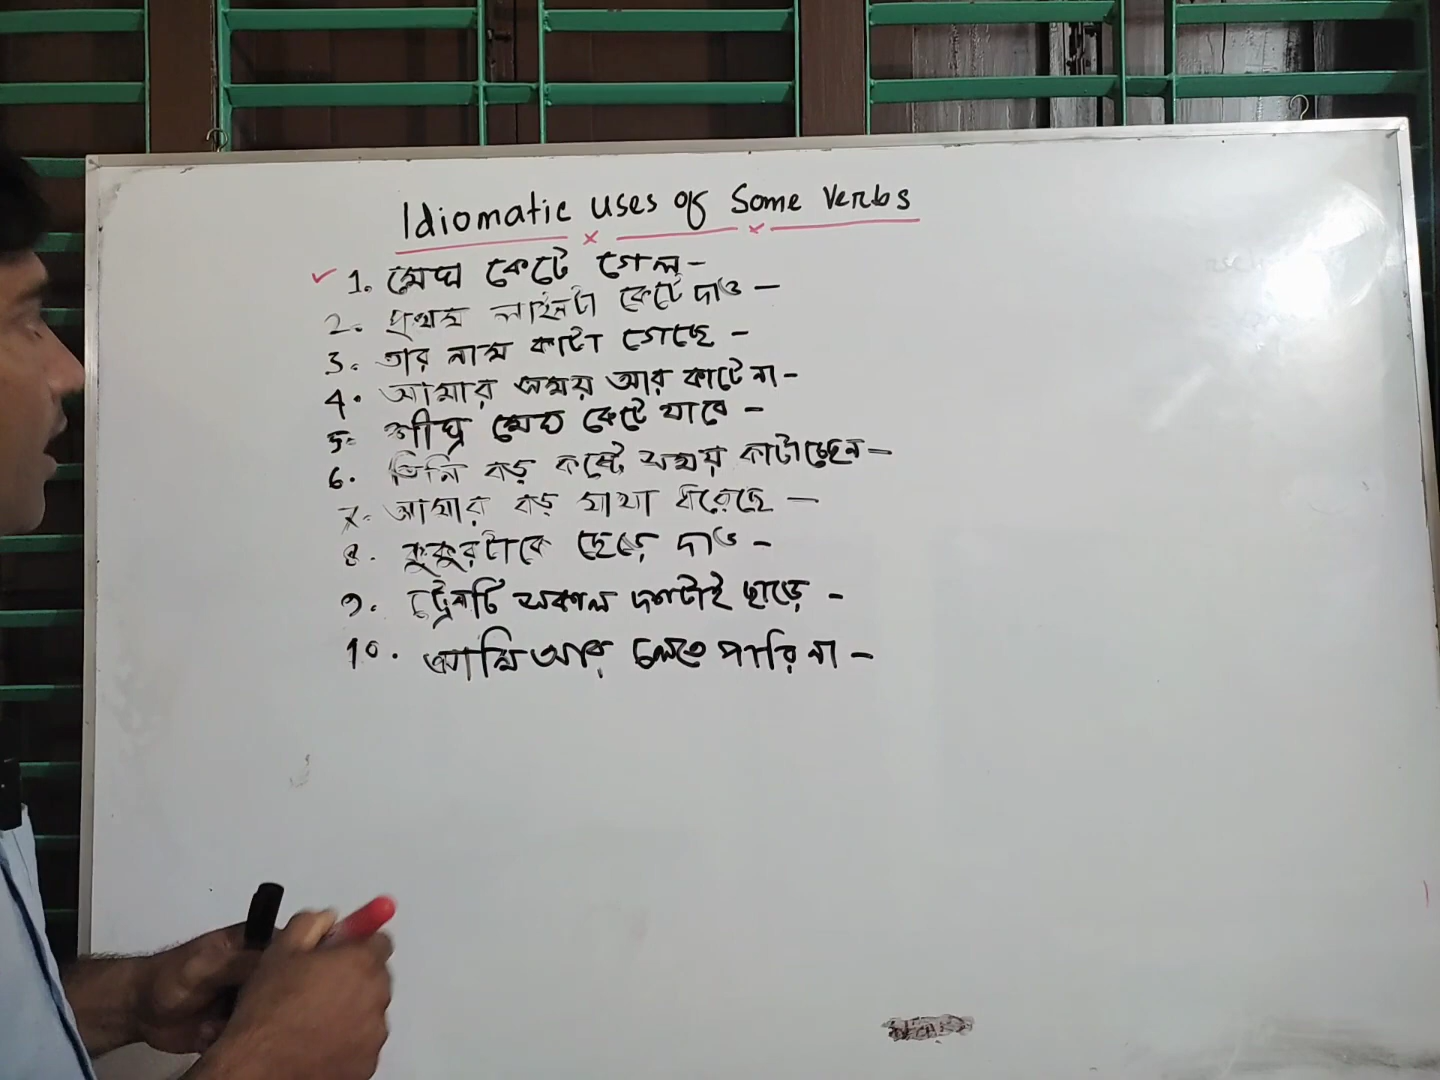 Idiomatic uses of Some Verbs
1. মেঘ কেটে গেল -
2. প্রথম লাইনটা কেটে দাও -
3. তার নাম কাটা গেছে -
4. আমার সময় আর কাটে না -
5. শীঘ্র মেঘ কেটে যাবে -
6. তিনি বড় কষ্টে সময় কাটাচ্ছেন -
7. আমার বড় মাথা ধরেছে -
8. কুকুরটাকে ছেড়ে দাও -
9. ট্রেনটি সকাল দশটাই ছাড়ে -
10. আমি আর চলতে পারি না -